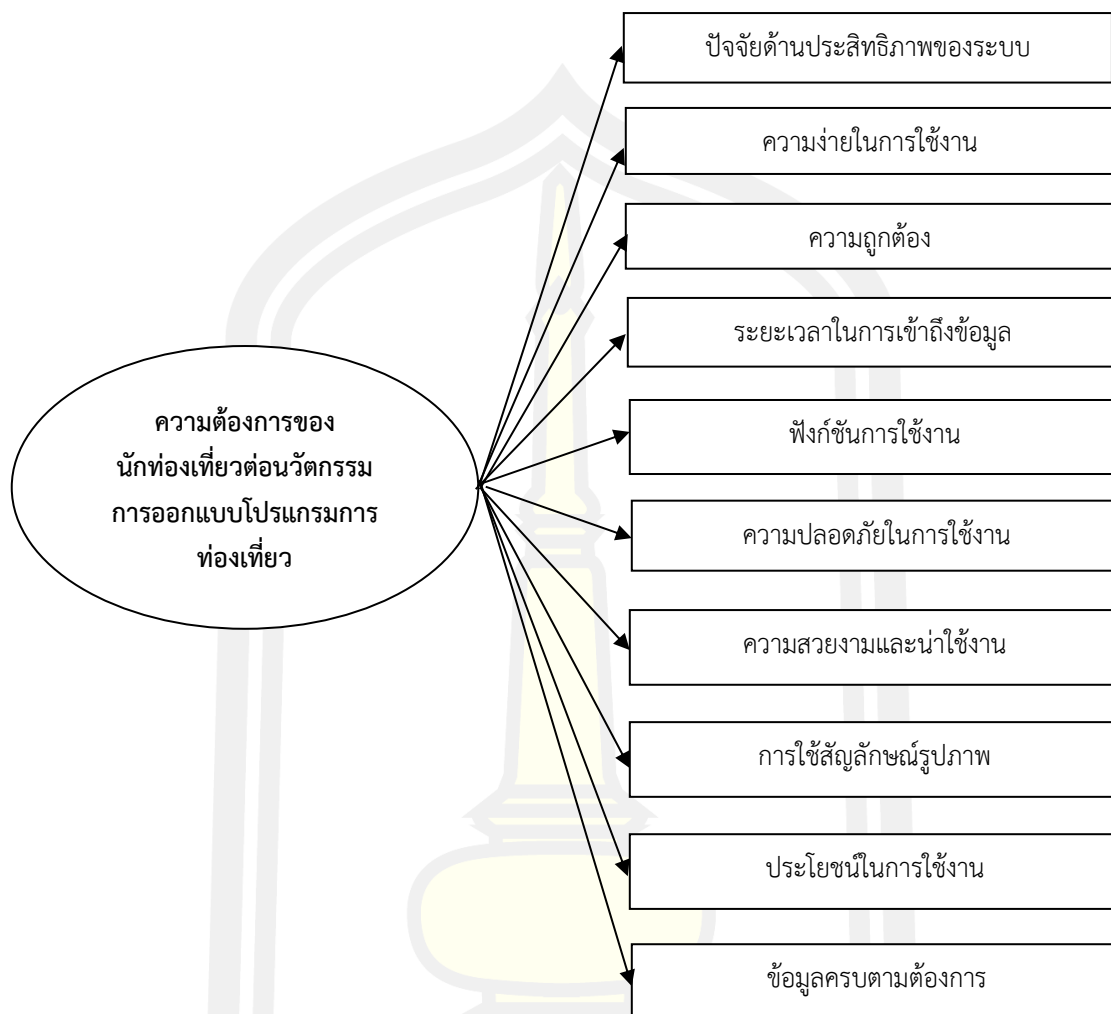 ปัจจัยด้านประสิทธิภาพของระบบ
ความง่ายในการใช้งาน
ความถูกต้อง
ระยะเวลาในการเข้าถึงข้อมูล
ความต้องการของ
นักท่องเที่ยวต่อนวัตกรรม
การออกแบบโปรแกรมการ
ท่องเที่ยว
ฟังก์ชันการใช้งาน
ความปลอดภัยในการใช้งาน
ความสวยงามและน่าใช้งาน
การใช้สัญลักษณ์รูปภาพ
ประโยชน์ในการใช้งาน
ข้อมูลครบตามต้องการ